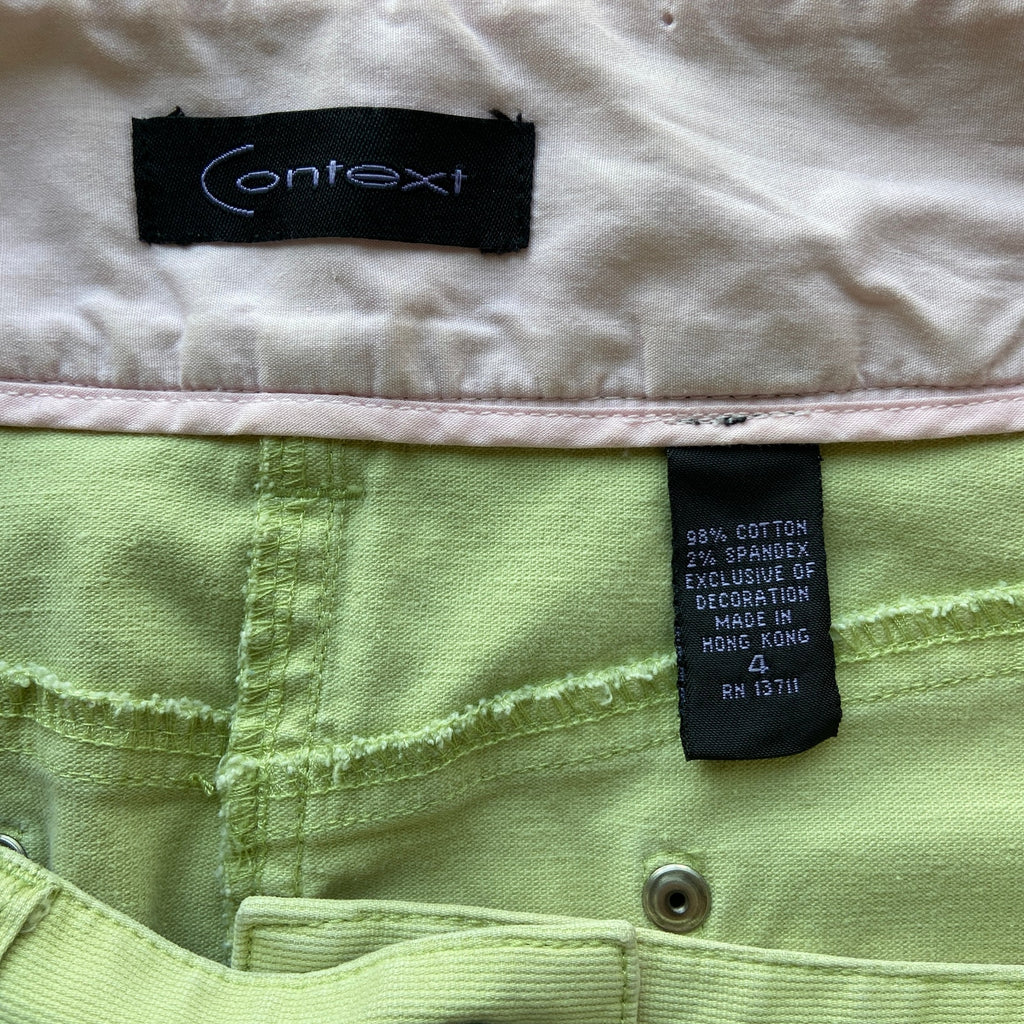 Context
98% COTTON
2% SPANDEX
EXCLUSIVE OF
DECORATION
MADE IN
HONG KONG
4
RN 13711